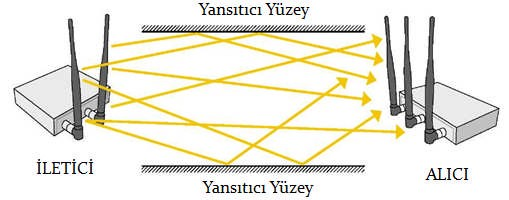 Yansıtıcı Yüzey
İLETİCİ
ALICI
Yansıtıcı Yüzey